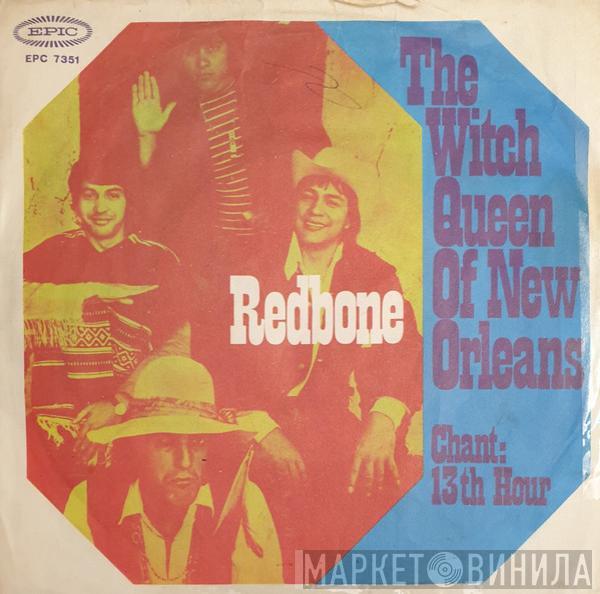 EPIC
EPC 7351
The
Witch
Queen
Of New
Orleans
Redbone
Chant:
13th Hour
МАРКЕТ ВИНИЛА